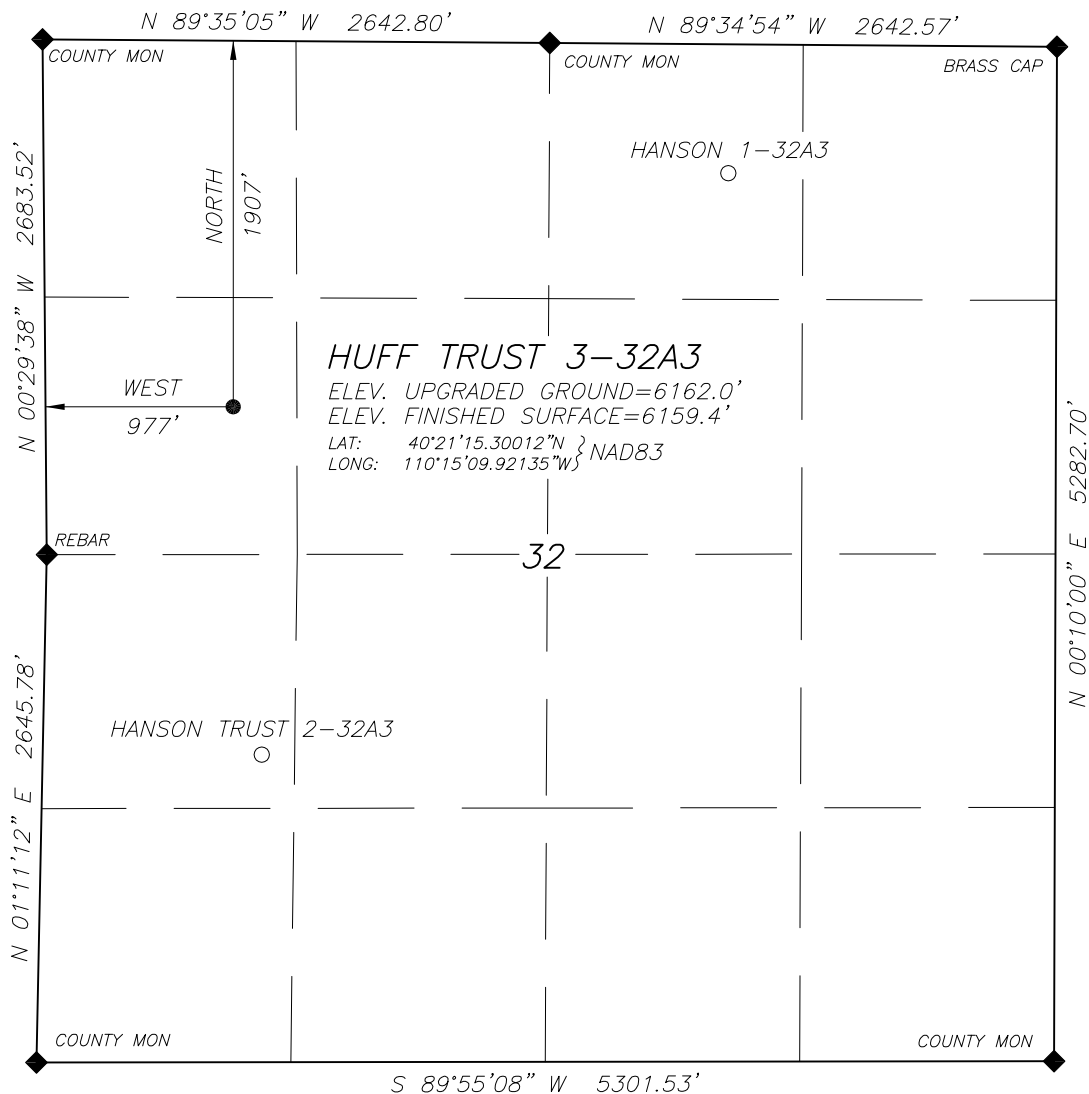 N 89°35'05" W 2642.80'
N 89°34'54" W 2642.57'
COUNTY MON
COUNTY MON
BRASS CAP
HANSON 1-32A3
N 00°29'38" W 2683.52'
NORTH
1907'
HUFF TRUST 3-32A3
ELEV. UPGRADED GROUND=6162.0'
ELEV. FINISHED SURFACE=6159.4'
LAT: 40°21'15.30012"N
LONG: 110°15'09.92135"W
} NAD83
WEST
977'
N 00°10'00" E 5282.70'
REBAR
32
N 01°11'12" E 2645.78'
HANSON TRUST 2-32A3
COUNTY MON
COUNTY MON
S 89°55'08" W 5301.53'